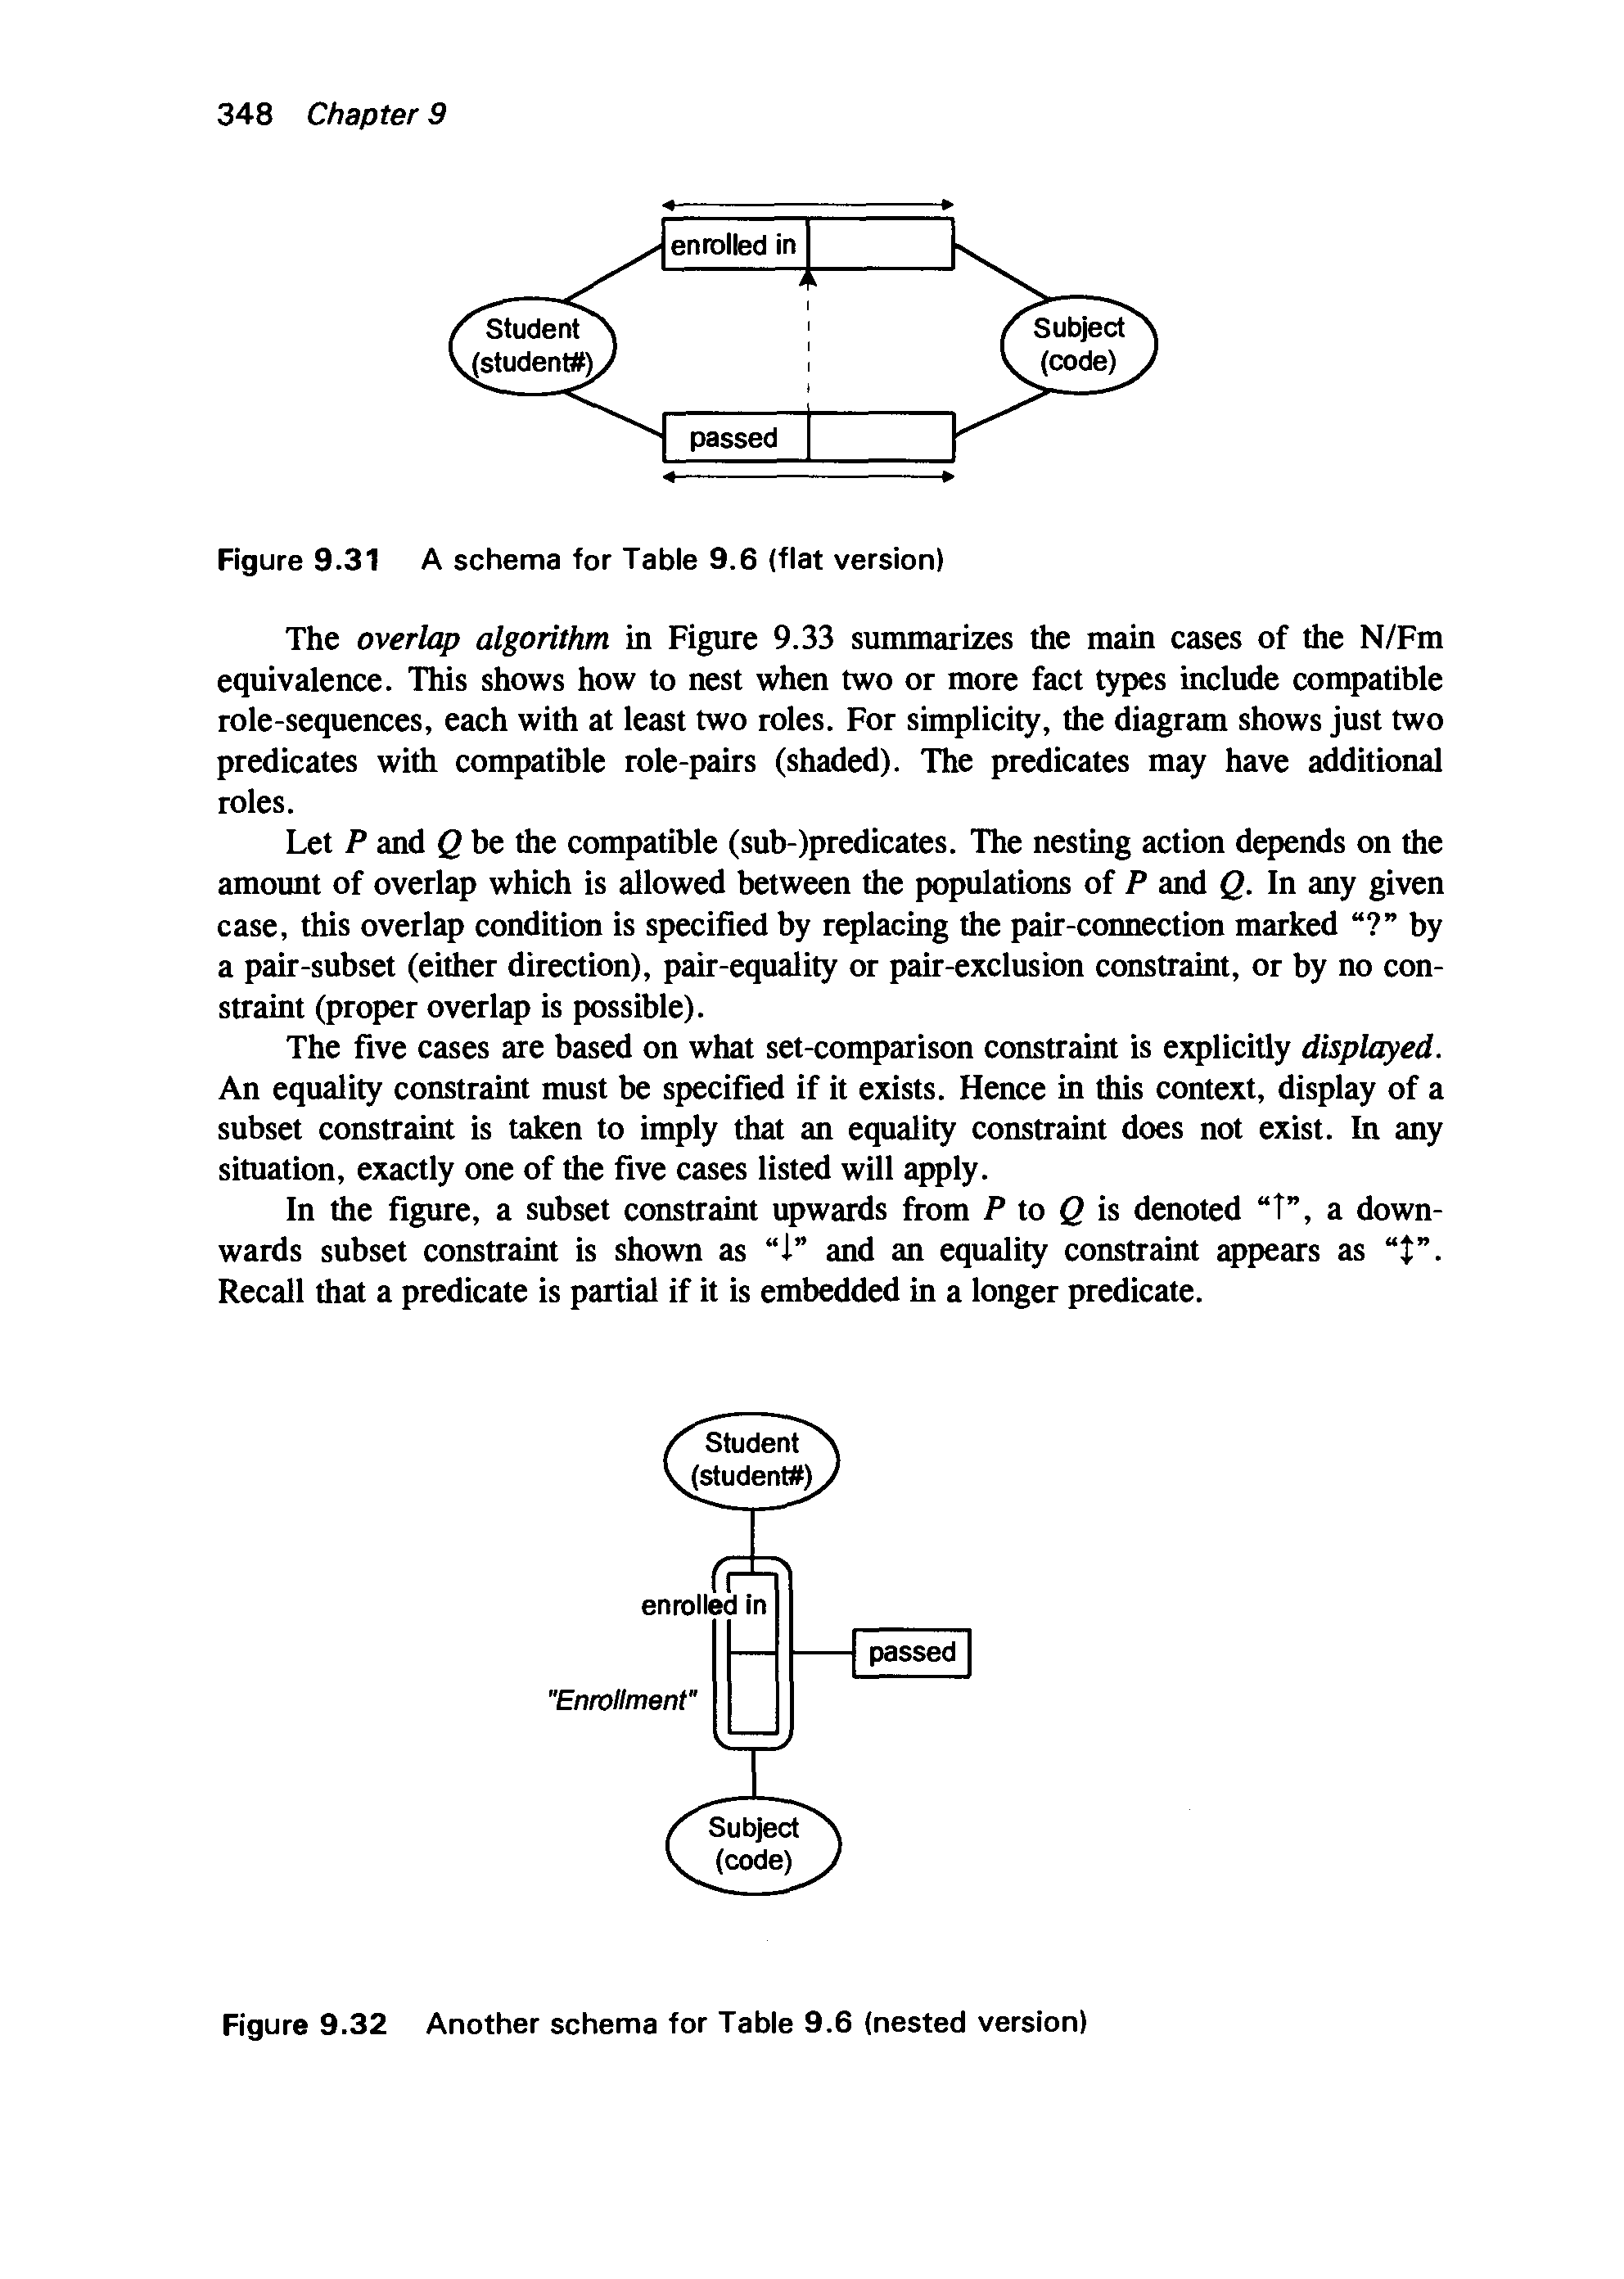 348 Chapter 9
enrolled in
Student
(student#)
Subject
(code)
passed
Figure 9.31 A schema for Table 9.6 (flat version)
The overlap algorithm in Figure 9.33 summarizes the main cases of the N/Fm
equivalence. This shows how to nest when two or more fact types include compatible
role-sequences, each with at least two roles. For simplicity, the diagram shows just two
predicates with compatible role-pairs (shaded). The predicates may have additional
roles.
Let P and Q be the compatible (sub-)predicates. The nesting action depends on the
amount of overlap which is allowed between the populations of P and Q. In any given
case, this overlap condition is specified by replacing the pair-connection marked “?” by
a pair-subset (either direction), pair-equality or pair-exclusion constraint, or by no con-
straint (proper overlap is possible).
The five cases are based on what set-comparison constraint is explicitly displayed.
An equality constraint must be specified if it exists. Hence in this context, display of a
subset constraint is taken to imply that an equality constraint does not exist. In any
situation, exactly one of the five cases listed will apply.
In the figure, a subset constraint upwards from P to Q is denoted “↑”, a down-
wards subset constraint is shown as “↓” and an equality constraint appears as “↕”.
Recall that a predicate is partial if it is embedded in a longer predicate.
Student
(student#)
enrolled in
passed
"Enrollment"
Subject
(code)
Figure 9.32 Another schema for Table 9.6 (nested version)